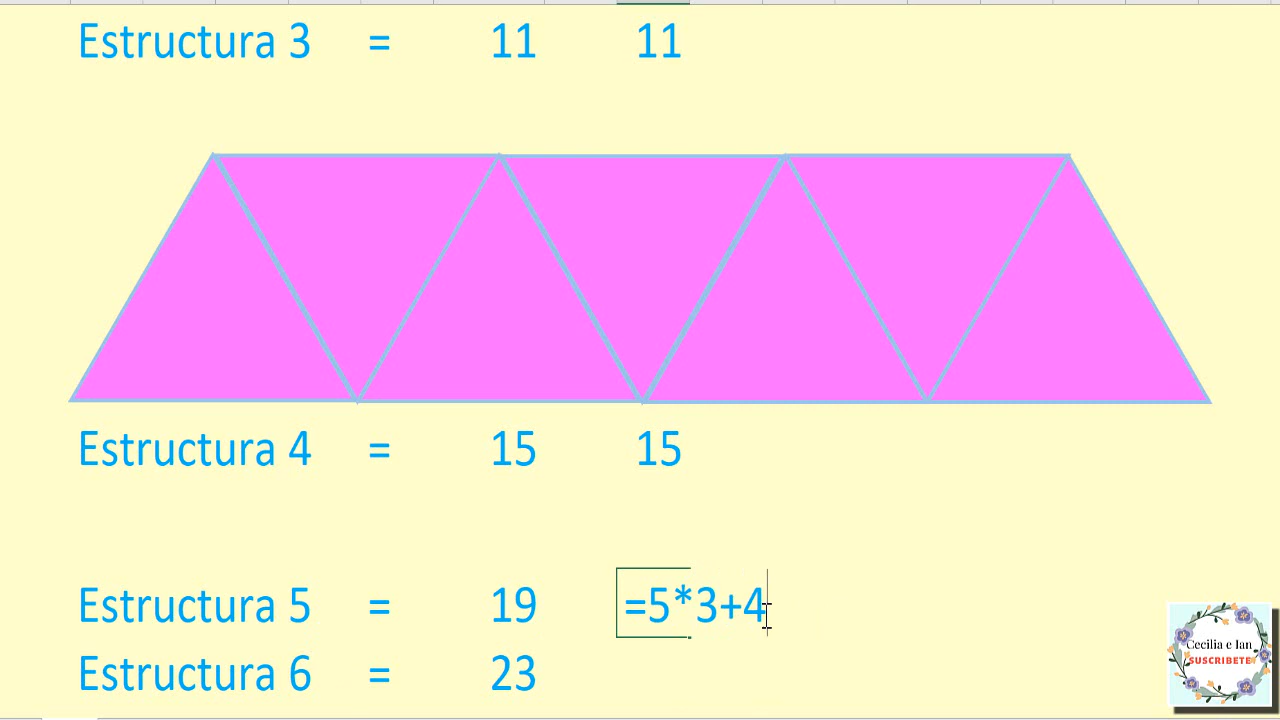 Estructura 3 = 11 11
Estructura 4 = 15 15
Estructura 5 = 19 =5*3+4
Estructura 6 = 23
Cecilia e Ian
SUSCRIBETE